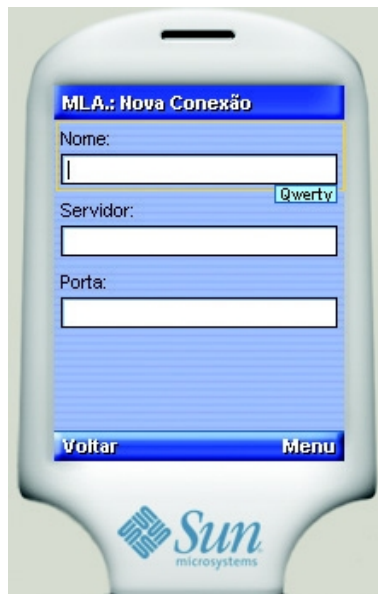 MLA.: Nova Conexão
Nome:
Qwerty
Servidor:
Porta:
Voltar Menu
Sun
microsystems